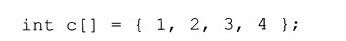 int c[] = { 1, 2, 3, 4 };